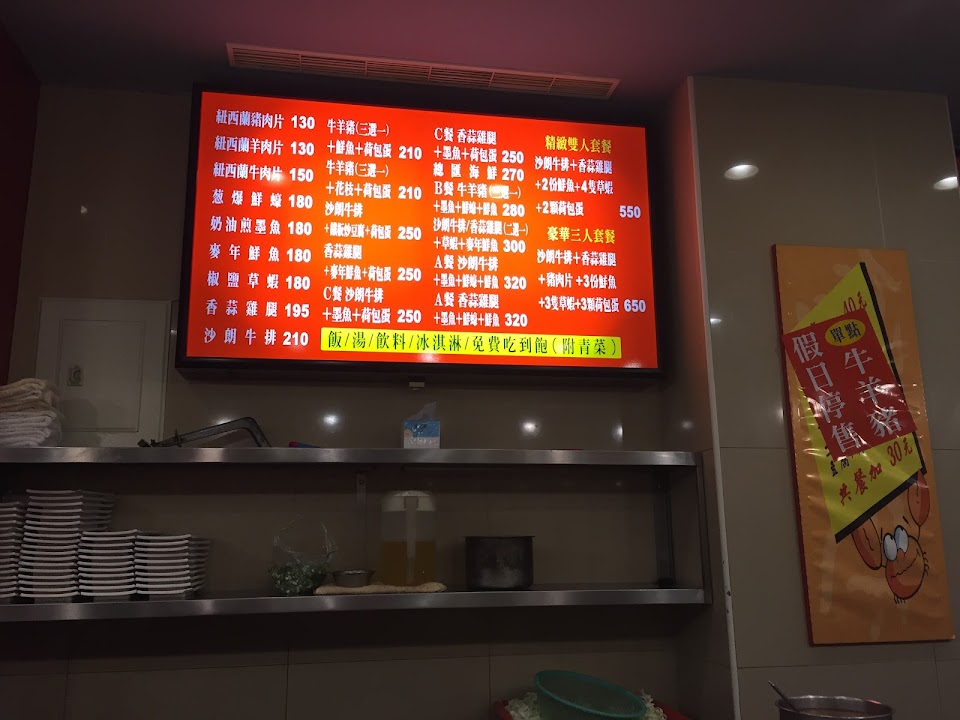 紐西蘭豬肉片 130
紐西蘭羊肉片 130
紐西蘭牛肉片 150
葱爆鮮蠔 180
奶油煎墨魚 180
麥年鮮魚 180
椒鹽草蝦 180
香蒜雞腿 195
沙朗牛排 210
牛羊豬(三選一)
+鮮魚+荷包蛋 210
牛羊豬(三選一)
+花枝+荷包蛋 210
沙朗牛排
+鐵板炒豆腐+荷包蛋 250
香蒜雞腿
+麥年鮮魚+荷包蛋 250
C餐 沙朗牛排
+墨魚+荷包蛋 250
C餐 香蒜雞腿
+墨魚+荷包蛋 250
總匯海鮮 270
B餐 牛羊豬(三選一)
+墨魚+鮮蠔+鮮魚 280
沙朗牛排/香蒜雞腿(二選一)
+草蝦+麥年鮮魚 300
A餐 沙朗牛排
+墨魚+鮮蠔+鮮魚 320
A餐 香蒜雞腿
+墨魚+鮮蠔+鮮魚 320
精緻雙人套餐
沙朗牛排+香蒜雞腿
+2份鮮魚+4隻草蝦
+2顆荷包蛋 550
豪華三人套餐
沙朗牛排+香蒜雞腿
+豬肉片+3份鮮魚
+3隻草蝦+3顆荷包蛋 650
飯/湯/飲料/冰淇淋/免費吃到飽(附青菜)
單點
牛羊豬
假日停售
元
餐加 30元